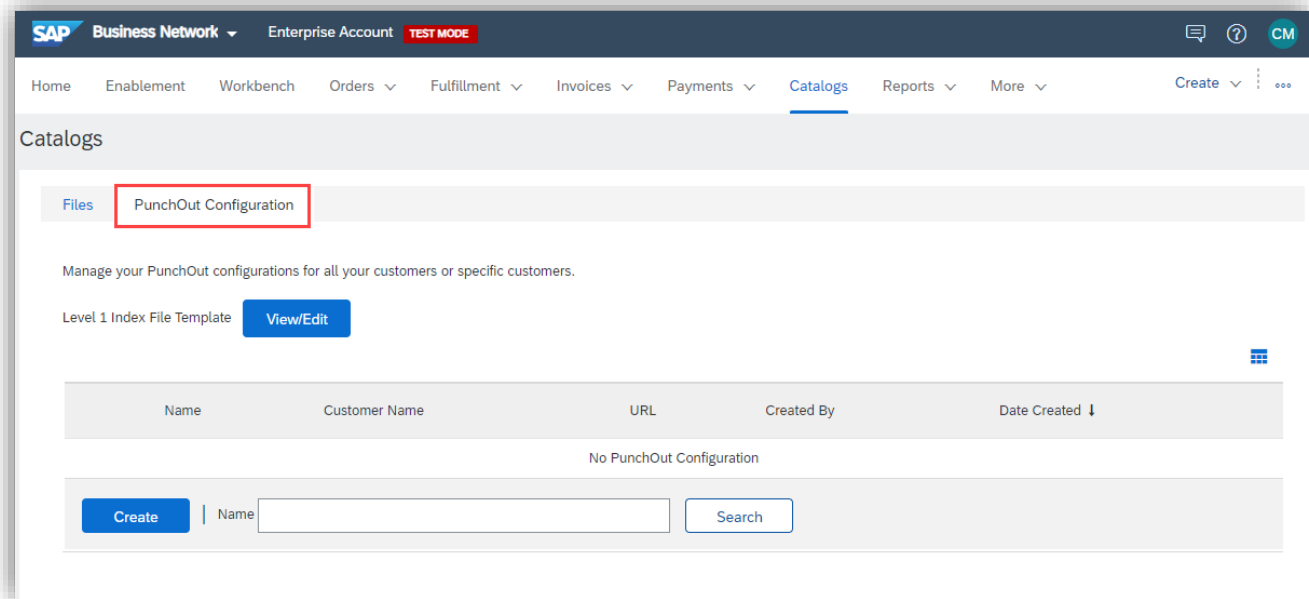 SAP Business Network Enterprise Account TEST MODE CM
Home Enablement Workbench Orders Fulfillment Invoices Payments Catalogs Reports More Create
Catalogs
Files PunchOut Configuration
Manage your PunchOut configurations for all your customers or specific customers.
Level 1 Index File Template View/Edit
Name Customer Name URL Created By Date Created ↓
No PunchOut Configuration
Create Name Search